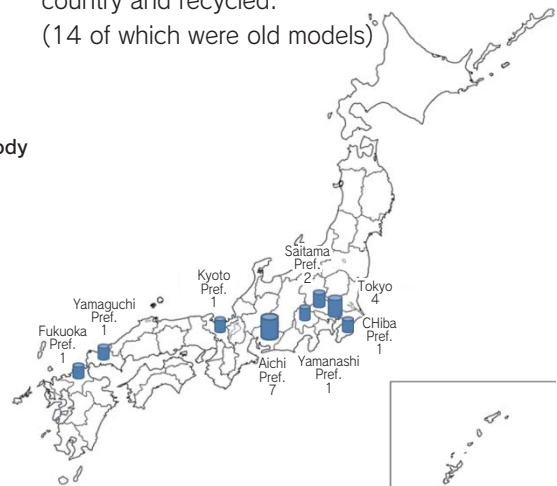 country and recycled.
(14 of which were old models)
ody
Saitama
Pref.
2
Kyoto
Pref.
1
Tokyo
4
Yamaguchi
Pref.
1
Fukuoka
Pref.
1
CHiba
Pref.
1
Aichi
Pref.
7
Yamanashi
Pref.
1